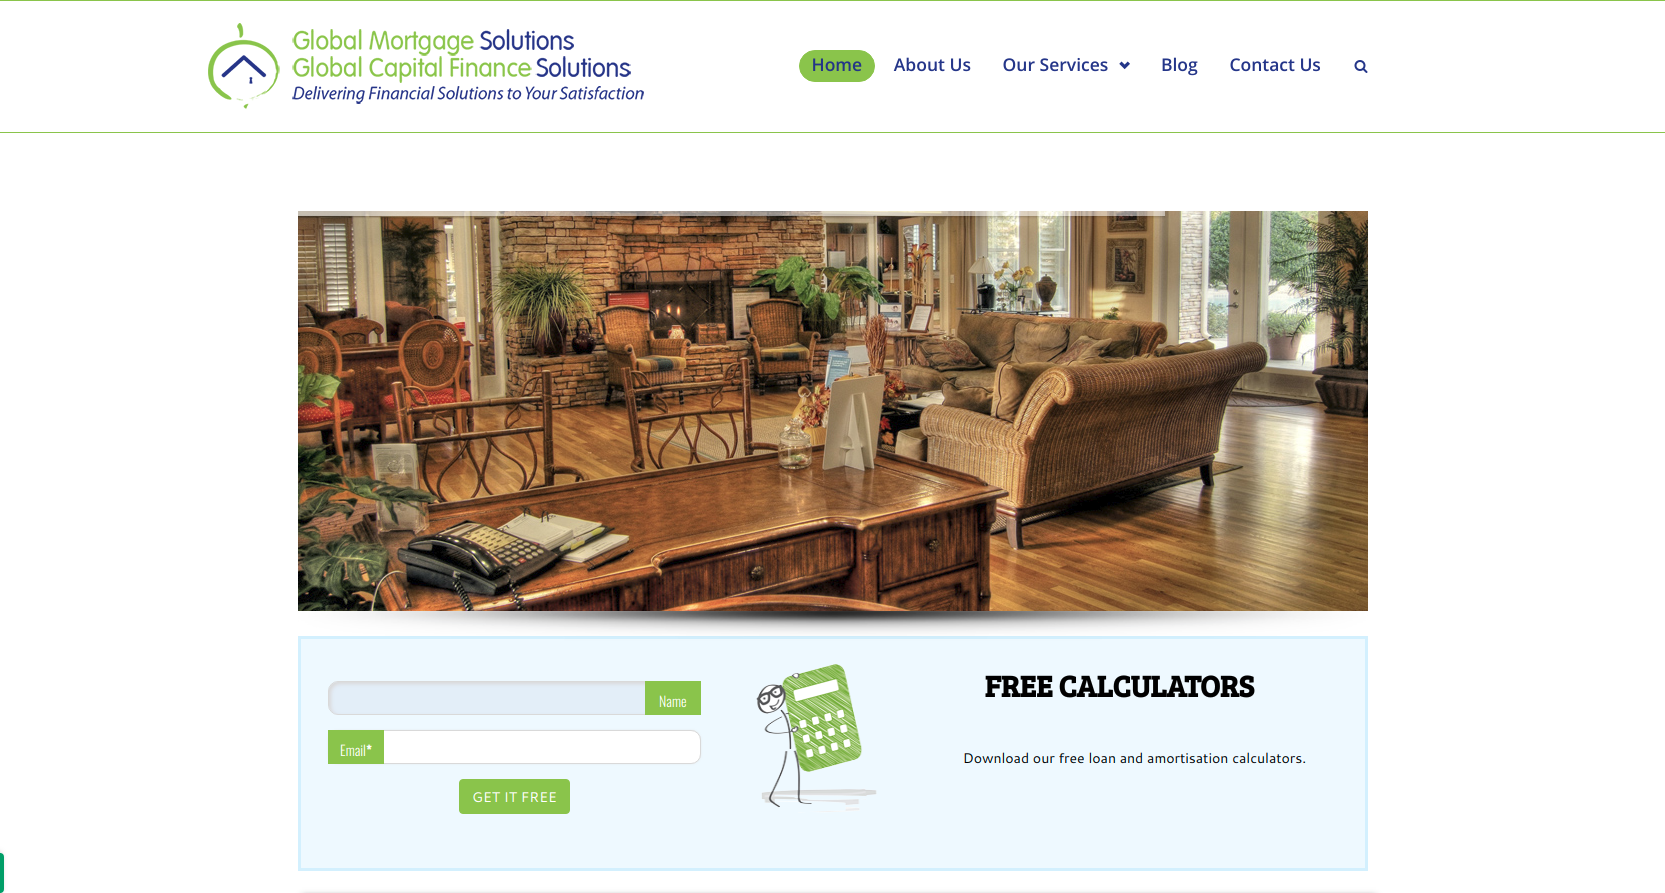 Global Mortgage Solutions
Global Capital Finance Solutions
Delivering Financial Solutions to Your Satisfaction
Home
About Us
Our Services
Blog
Contact Us
Name
Email*
GET IT FREE
FREE CALCULATORS
Download our free loan and amortisation calculators.